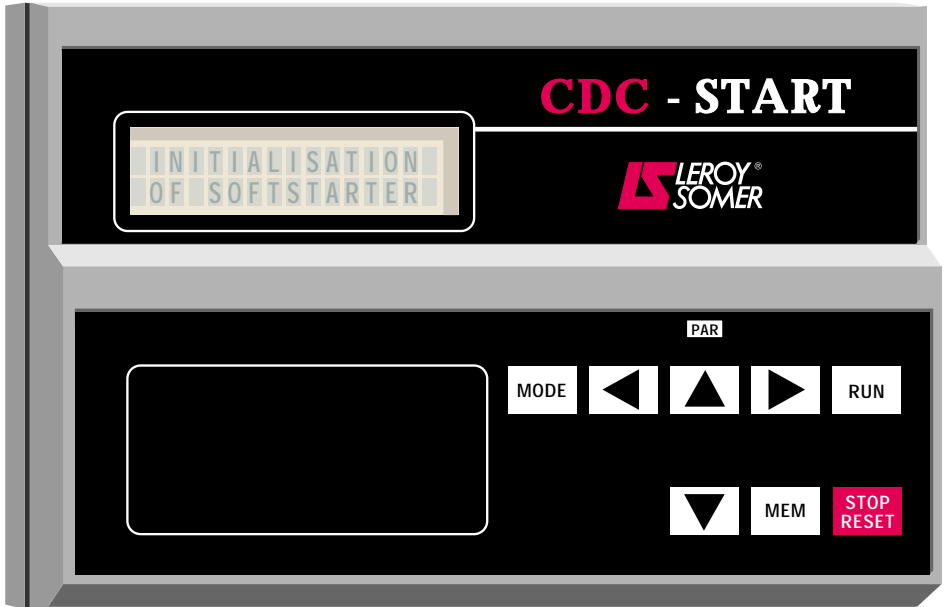 CDC - START
INITIALISATION
OF SOFTSTARTER
LEROY®
SOMER
PAR
MODE
RUN
MEM
STOP
RESET